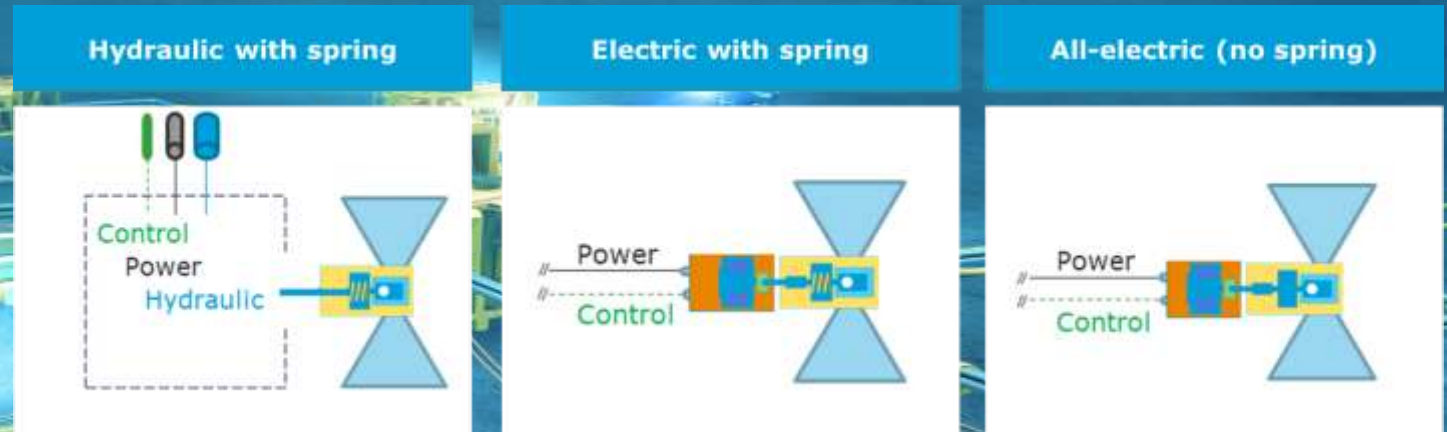 Hydraulic with spring
Electric with spring
All-electric (no spring)
Control
Power
Hydraulic
Power
Control
Power
Control